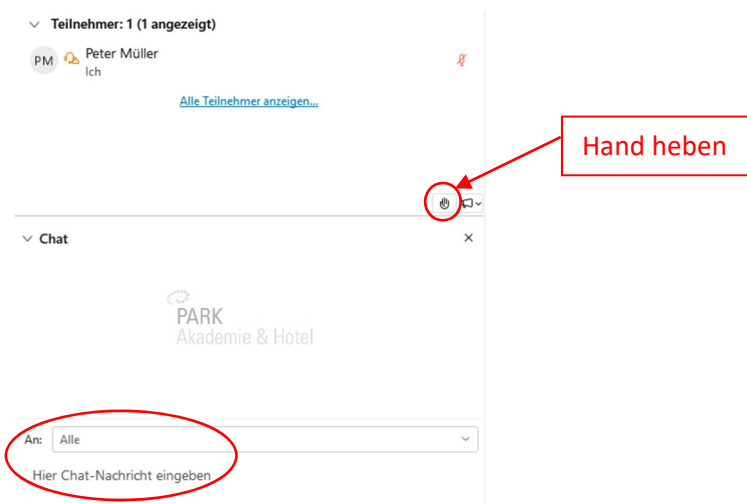 Teilnehmer: 1 (1 angezeigt)
PM
Peter Müller
Ich
Alle Teilnehmer anzeigen...
Hand heben
Chat
PARK
Akademie & Hotel
An:
Alle
Hier Chat-Nachricht eingeben